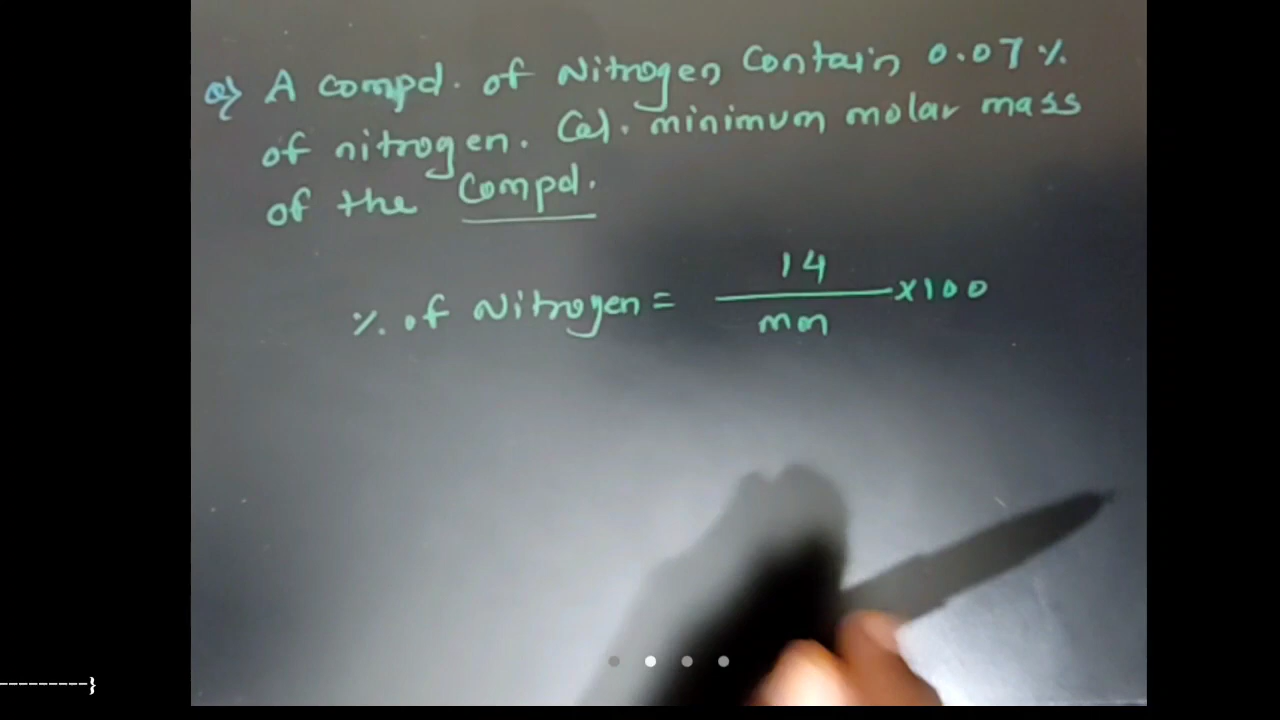 Q) A compd. of Nitrogen contain 0.07%
of nitrogen. Cal. minimum molar mass
of the compd.
% of Nitrogen = 14 / mm × 100
---------}